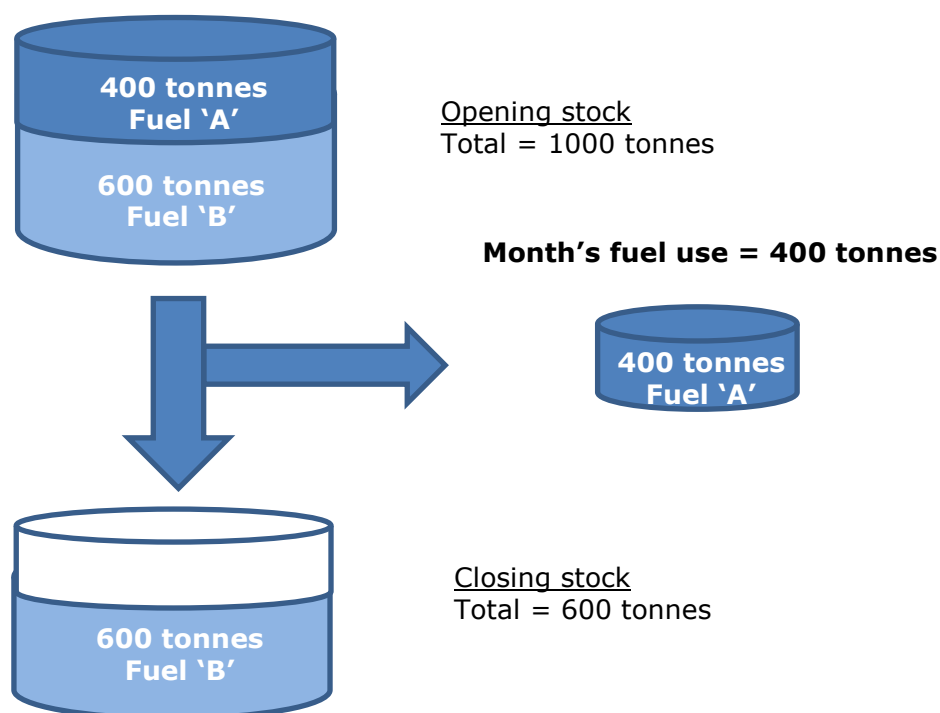 400 tonnes
Fuel ‘A’
600 tonnes
Fuel ‘B’
Opening stock
Total = 1000 tonnes
Month’s fuel use = 400 tonnes
400 tonnes
Fuel ‘A’
600 tonnes
Fuel ‘B’
Closing stock
Total = 600 tonnes